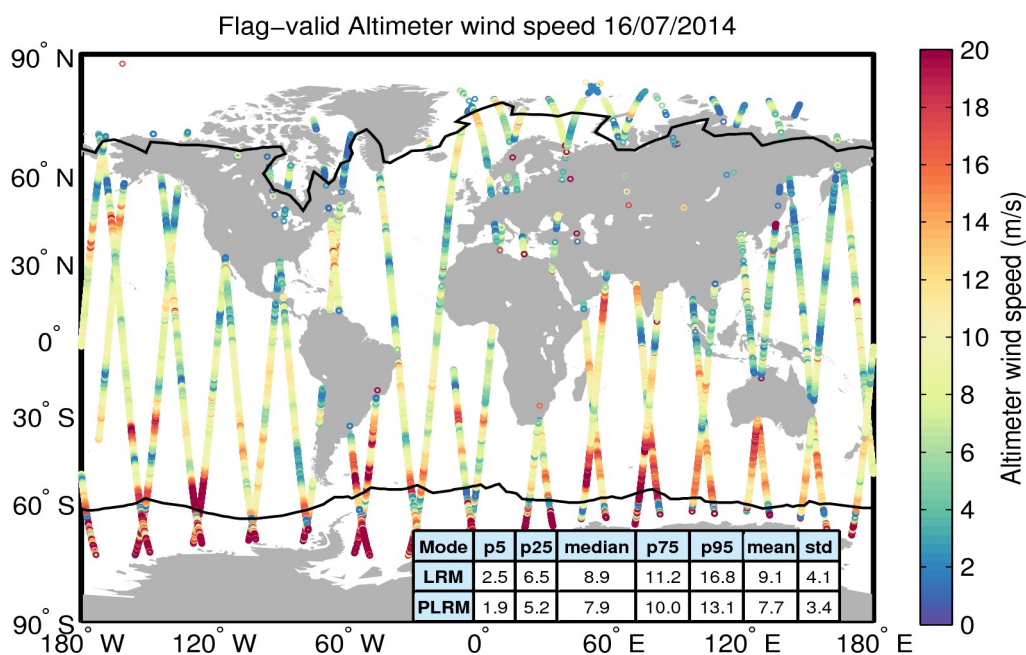 Flag−valid Altimeter wind speed 16/07/2014
90° N
60° N
30° N
0°
30° S
60° S
90° S
180° W
120° W
60° W
0°
60° E
120° E
180° E
Mode p5 p25 median p75 p95 mean std
LRM 2.5 6.5 8.9 11.2 16.8 9.1 4.1
PLRM 1.9 5.2 7.9 10.0 13.1 7.7 3.4
20
18
16
14
12
10
8
6
4
2
0
Altimeter wind speed (m/s)